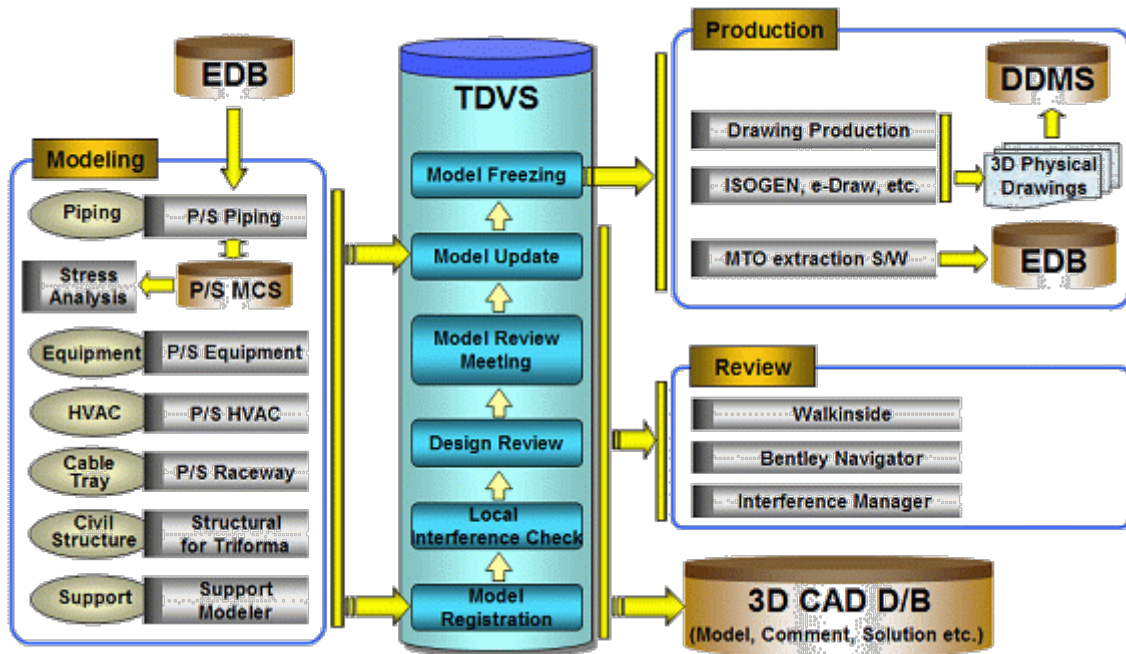 EDB
Modeling
Piping
P/S Piping
Stress
Analysis
P/S MCS
Equipment
P/S Equipment
HVAC
P/S HVAC
Cable
Tray
P/S Raceway
Civil
Structure
Structural
for Triforma
Support
Support
Modeler
TDVS
Model Freezing
Model Update
Model Review
Meeting
Design Review
Local
Interference Check
Model
Registration
Production
DDMS
Drawing Production
ISOGEN, e-Draw, etc.
3D Physical
Drawings
MTO extraction S/W
EDB
Review
Walkinside
Bentley Navigator
Interference Manager
3D CAD D/B
(Model, Comment, Solution etc.)